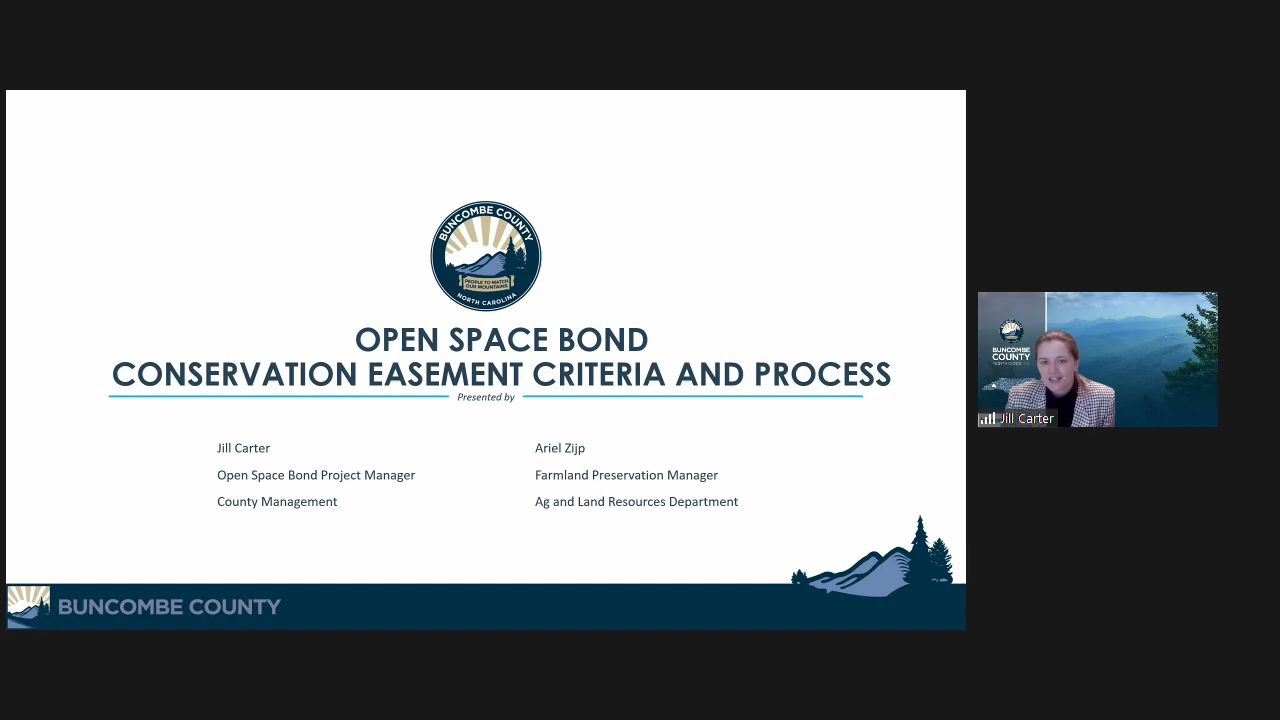 BUNCOMBE COUNTY
PEOPLE TO MATCH
OUR MOUNTAINS
NORTH CAROLINA
OPEN SPACE BOND
CONSERVATION EASEMENT CRITERIA AND PROCESS
Presented by
Jill Carter
Open Space Bond Project Manager
County Management
Ariel Zijp
Farmland Preservation Manager
Ag and Land Resources Department
BUNCOMBE COUNTY
BUNCOMBE
COUNTY
Jill Carter